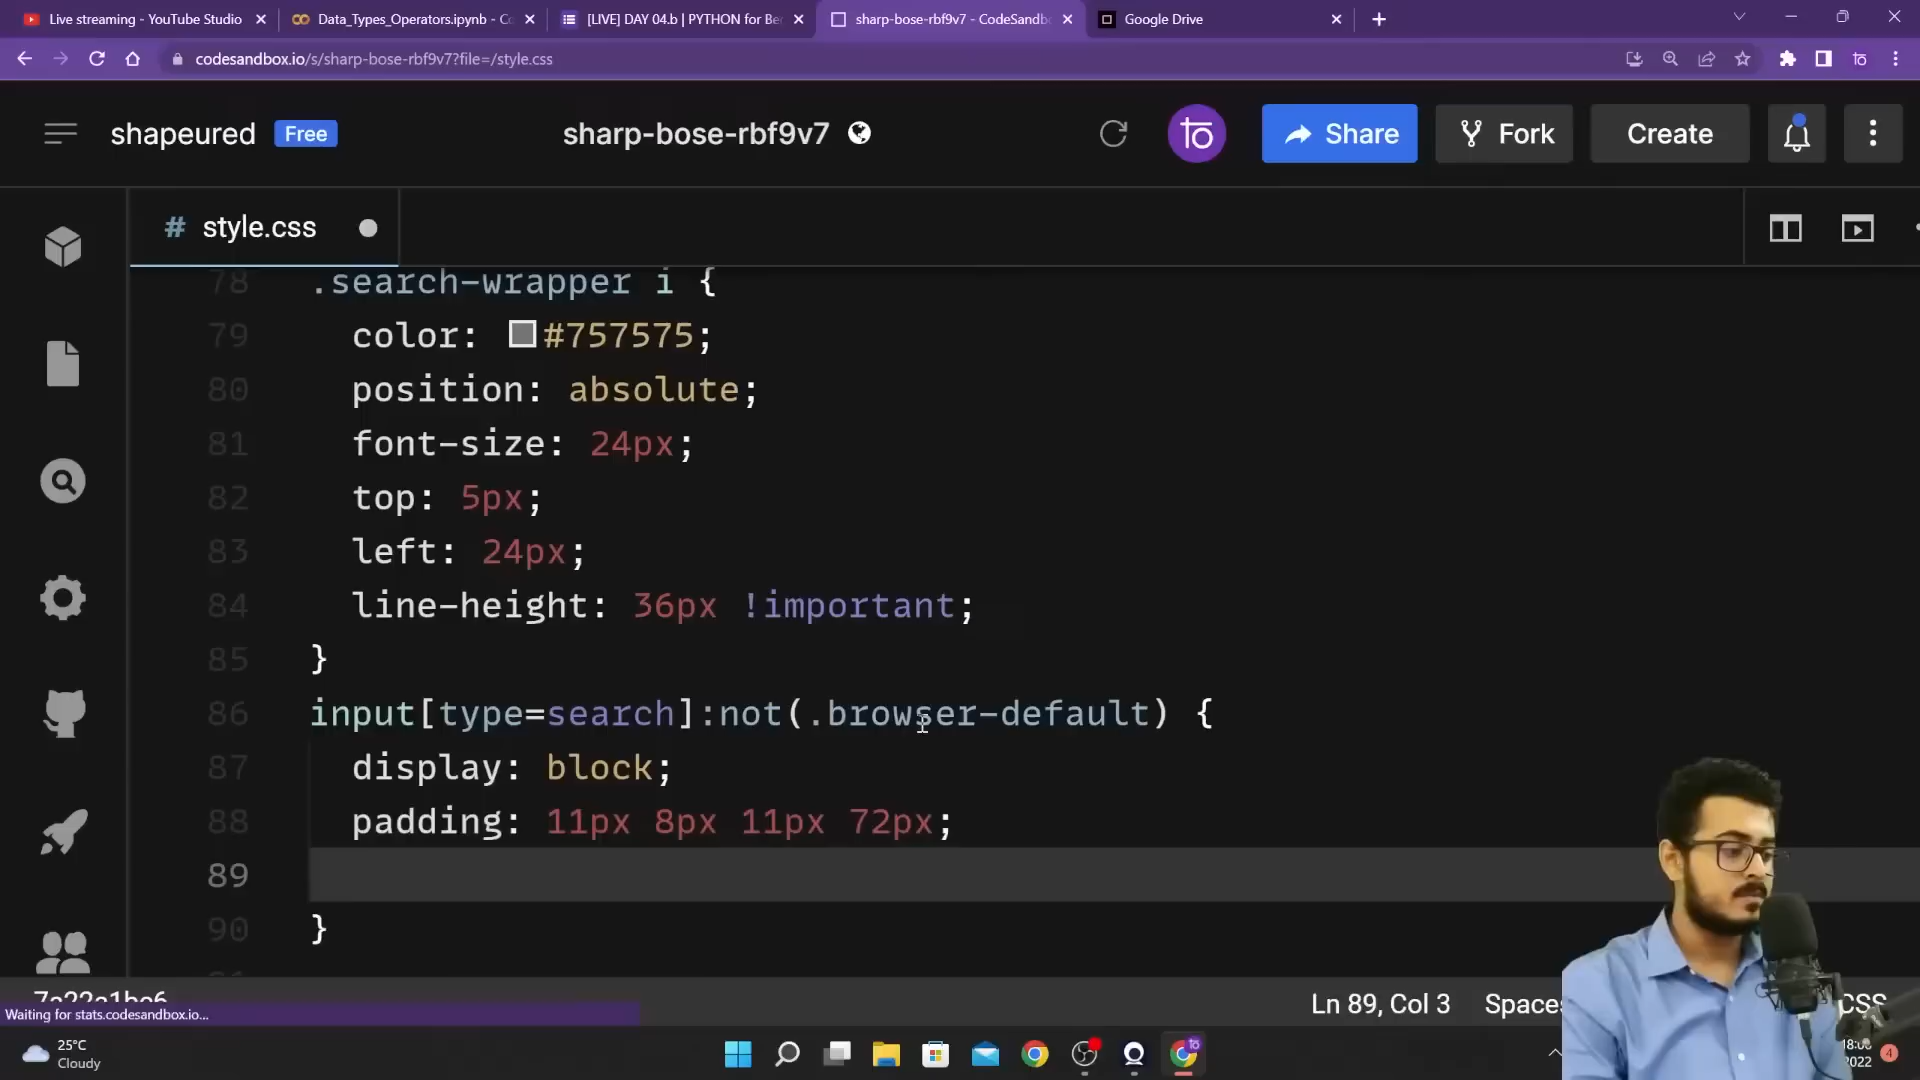 Live streaming - YouTube Studio
Data_Types_Operators.ipynb - Co
[LIVE] DAY 04.b | PYTHON for Be
sharp-bose-rbf9v7 - CodeSandbo
Google Drive
codesandbox.io/s/sharp-bose-rbf9v7?file=/style.css
shapeured
Free
sharp-bose-rbf9v7
Share
Fork
Create
# style.css
78 .search-wrapper i {
79 color: #757575;
80 position: absolute;
81 font-size: 24px;
82 top: 5px;
83 left: 24px;
84 line-height: 36px !important;
85 }
86 input[type=search]:not(.browser-default) {
87 display: block;
88 padding: 11px 8px 11px 72px;
89
90 }
Ln 89, Col 3
CSS
Waiting for stats.codesandbox.io...
25°C
Cloudy
4